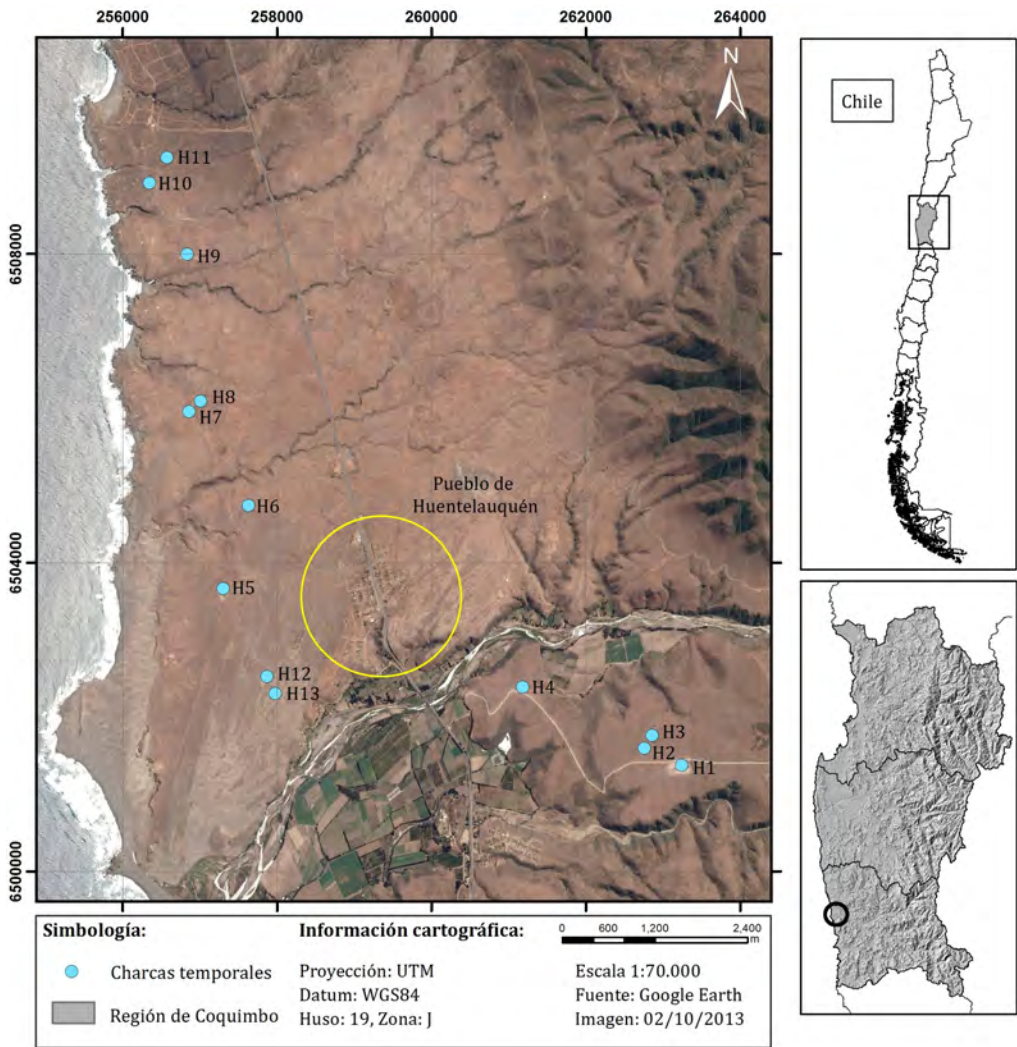 256000 258000 260000 262000 264000
N
Chile
H11
H10
6508000
H9
H8
H7
Pueblo de
Huentelauquén
H6
6504000
H5
H12
H13
H4
H3
H2
H1
6500000
Simbología:
Charcas temporales
Región de Coquimbo
Información cartográfica:
Proyección: UTM
Datum: WGS84
Huso: 19, Zona: J
0 600 1,200 2,400
m
Escala 1:70.000
Fuente: Google Earth
Imagen: 02/10/2013